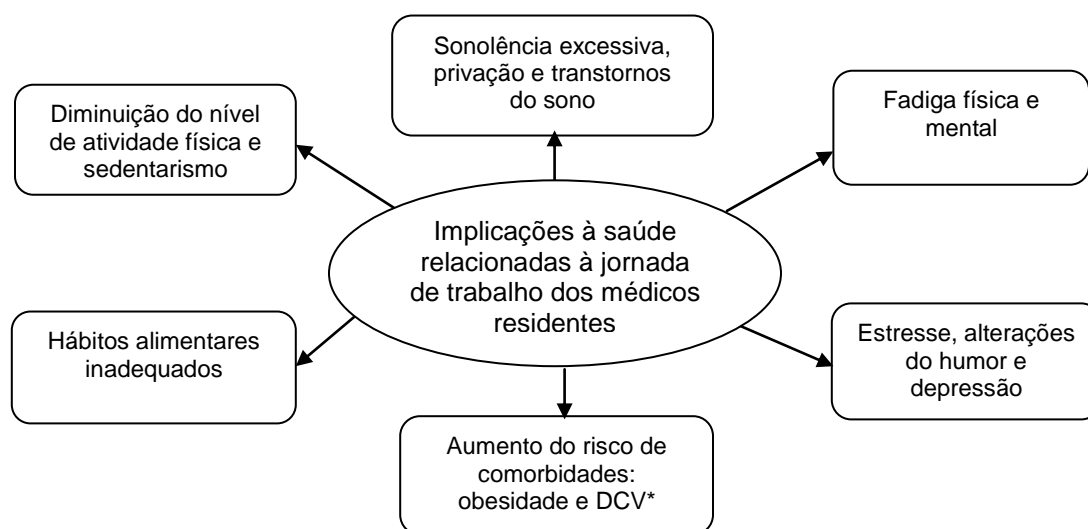 Sonolência excessiva,
privação e transtornos
do sono
Diminuição do nível
de atividade física e
sedentarismo
Fadiga física e
mental
Implicações à saúde
relacionadas à jornada
de trabalho dos médicos
residentes
Hábitos alimentares
inadequados
Estresse, alterações
do humor e
depressão
Aumento do risco de
comorbidades:
obesidade e DCV*